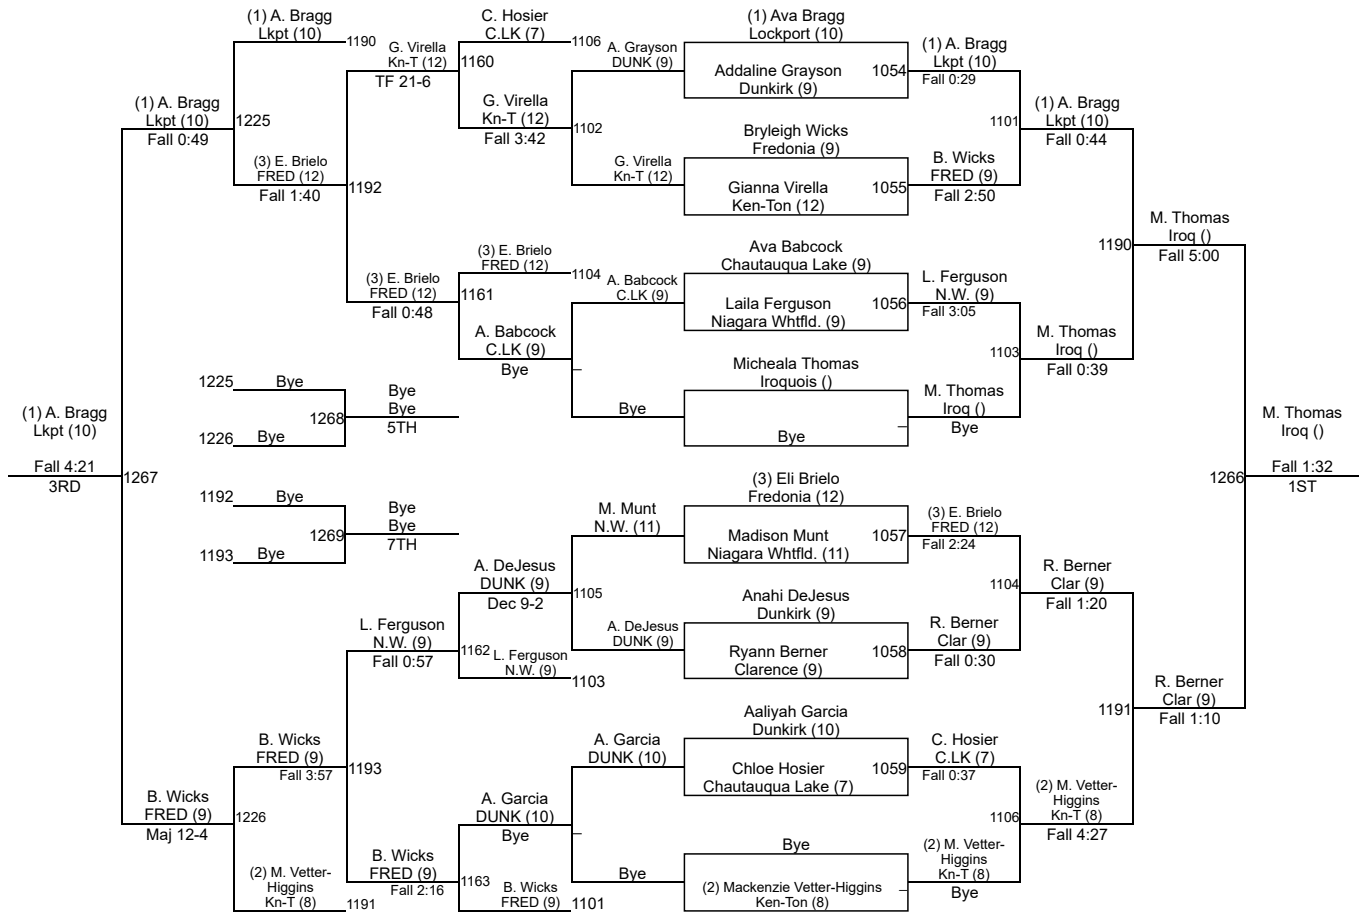 (1) A. Bragg
Lkpt (10)
1190
G. Virella
Kn-T (12)
TF 21-6
C. Hosier
C.LK (7)
1106
1160
G. Virella
Kn-T (12)
Fall 3:42
1102
A. Grayson
DUNK (9)
G. Virella
Kn-T (12)
(1) Ava Bragg
Lockport (10)
Addaline Grayson
Dunkirk (9)
1054
(1) A. Bragg
Lkpt (10)
Fall 0:29
Bryleigh Wicks
Fredonia (9)
Gianna Virella
Ken-Ton (12)
1055
B. Wicks
FRED (9)
Fall 2:50
1101
(1) A. Bragg
Lkpt (10)
Fall 0:44
(1) A. Bragg
Lkpt (10)
Fall 0:49
1225
(3) E. Brielo
FRED (12)
Fall 1:40
1192
(3) E. Brielo
FRED (12)
Fall 0:48
(3) E. Brielo
FRED (12)
1104
1161
A. Babcock
C.LK (9)
Bye
A. Babcock
C.LK (9)
Bye
Ava Babcock
Chautauqua Lake (9)
Laila Ferguson
Niagara Whtfld. (9)
1056
L. Ferguson
N.W. (9)
Fall 3:05
Micheala Thomas
Iroquois ()
Bye
M. Thomas
Iroq ()
Bye
1103
M. Thomas
Iroq ()
Fall 0:39
1190
M. Thomas
Iroq ()
Fall 5:00
1225
Bye
1226
Bye
1268
Bye
Bye
5TH
(1) A. Bragg
Lkpt (10)
Fall 4:21
3RD
1267
1192
Bye
1193
Bye
1269
Bye
Bye
7TH
M. Thomas
Iroq ()
Fall 1:32
1ST
1266
M. Munt
N.W. (11)
(3) Eli Brielo
Fredonia (12)
Madison Munt
Niagara Whtfld. (11)
1057
(3) E. Brielo
FRED (12)
Fall 2:24
A. DeJesus
DUNK (9)
Dec 9-2
1105
A. DeJesus
DUNK (9)
Anahi DeJesus
Dunkirk (9)
Ryann Berner
Clarence (9)
1058
R. Berner
Clar (9)
Fall 0:30
1104
R. Berner
Clar (9)
Fall 1:20
L. Ferguson
N.W. (9)
Fall 0:57
1162
L. Ferguson
N.W. (9)
1103
1191
R. Berner
Clar (9)
Fall 1:10
B. Wicks
FRED (9)
Fall 3:57
1193
A. Garcia
DUNK (10)
Aaliyah Garcia
Dunkirk (10)
Chloe Hosier
Chautauqua Lake (7)
1059
C. Hosier
C.LK (7)
Fall 0:37
B. Wicks
FRED (9)
Maj 12-4
1226
A. Garcia
DUNK (10)
Bye
Bye
Bye
(2) Mackenzie Vetter-Higgins
Ken-Ton (8)
(2) M. Vetter-
Higgins
Kn-T (8)
Bye
1106
(2) M. Vetter-
Higgins
Kn-T (8)
Fall 4:27
(2) M. Vetter-
Higgins
Kn-T (8)
1191
B. Wicks
FRED (9)
Fall 2:16
1163
B. Wicks
FRED (9)
1101